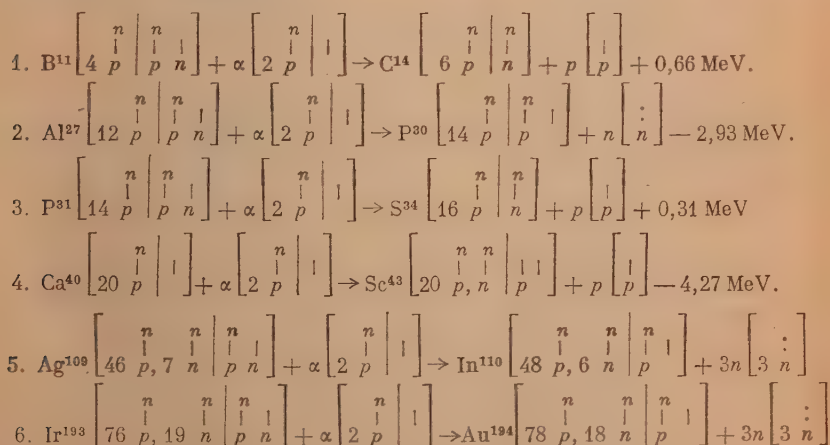 n n n n n
1. B¹¹ [4 p | p n] + α [2 p | ] → C¹⁴ [6 p | n] + p [p] + 0,66 MeV.
n n n n n
2. Al²⁷ [12 p | p n] + α [2 p | ] → P³⁰ [14 p | p ] + n [n] — 2,93 MeV.
n n n n n
3. P³¹ [14 p | p n] + α [2 p | ] → S³⁴ [16 p | n] + p [p] + 0,31 MeV
n n n n
4. Ca⁴⁰ [20 p | ] + α [2 p | ] → Sc⁴³ [20 p, n | p ] + p [p] — 4,27 MeV.
n n n n n n n
5. Ag¹⁰⁹ [46 p, 7 n | p n] + α [2 p | ] → In¹¹⁰ [48 p, 6 n | p ] + 3n [3 n]
n n n n n n n
6. Ir¹⁹³ [76 p, 19 n | p n] + α [2 p | ] → Au¹⁹⁴ [78 p, 18 n | p ] + 3n [3 n]